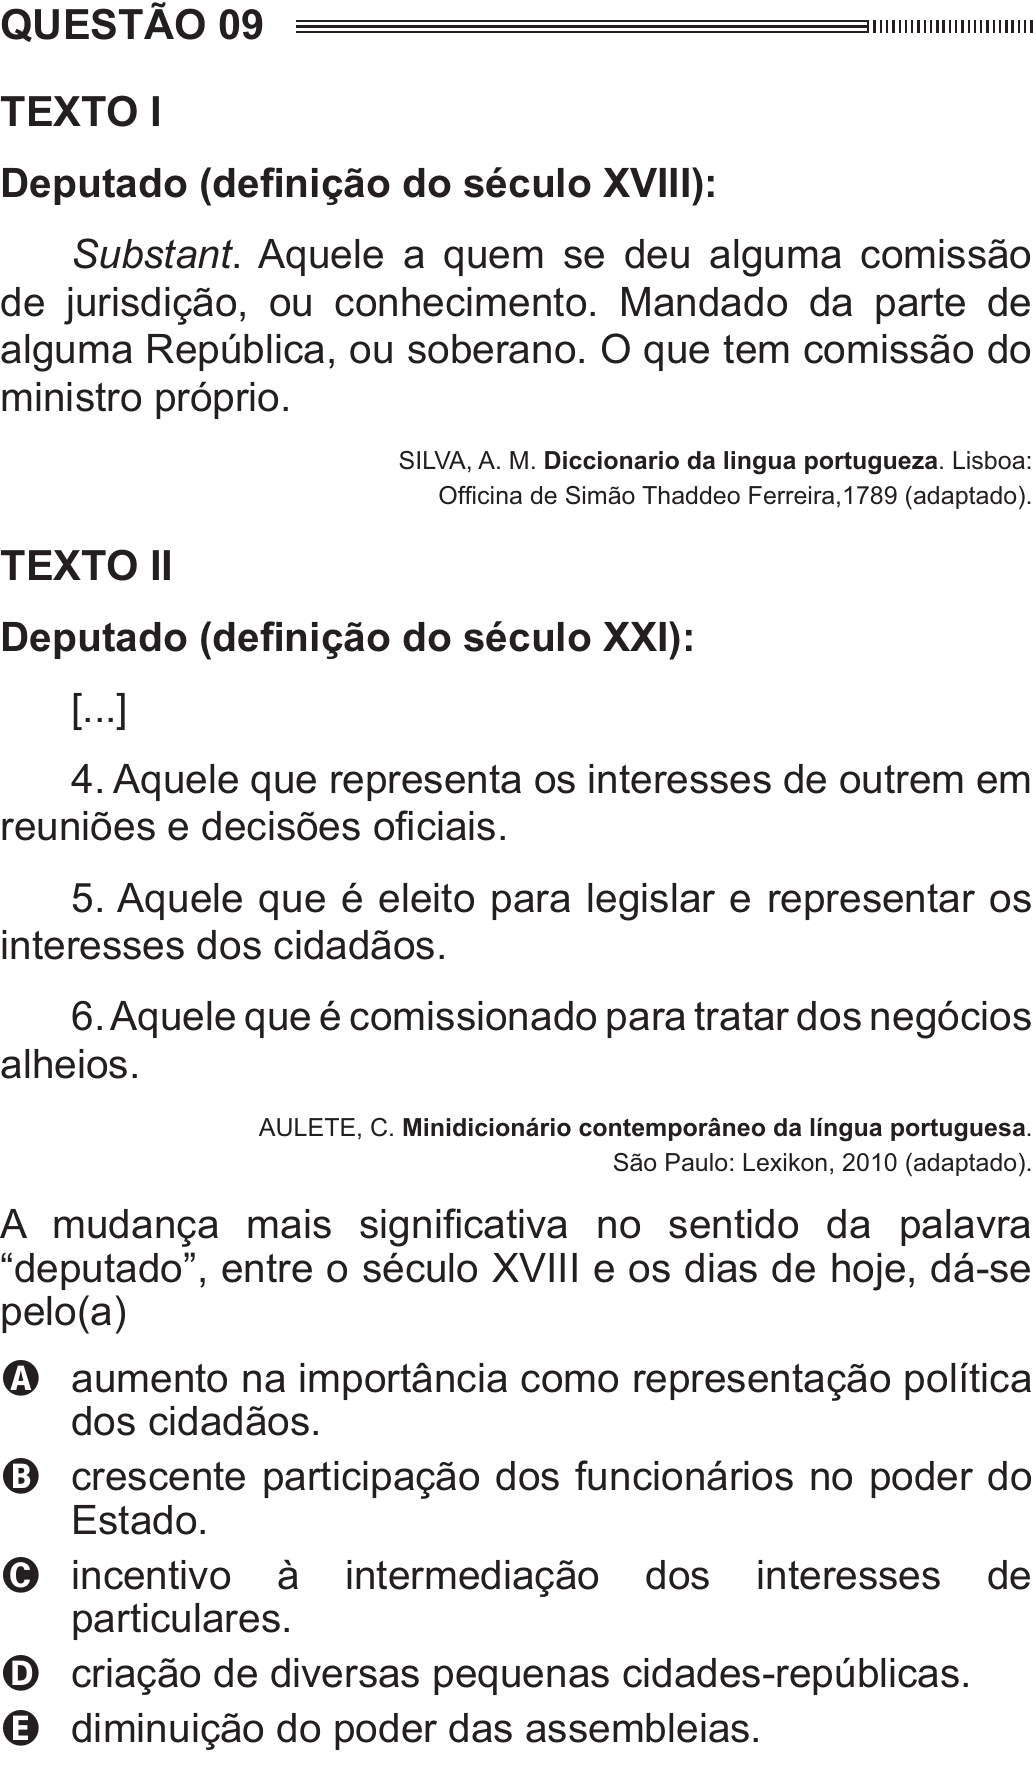 QUESTÃO 09
TEXTO I
Deputado (definição do século XVIII):
Substant. Aquele a quem se deu alguma comissão
de jurisdição, ou conhecimento. Mandado da parte de
alguma República, ou soberano. O que tem comissão do
ministro próprio.
SILVA, A. M. Diccionario da lingua portugueza. Lisboa:
Officina de Simão Thaddeo Ferreira,1789 (adaptado).
TEXTO II
Deputado (definição do século XXI):
[...]
4. Aquele que representa os interesses de outrem em
reuniões e decisões oficiais.
5. Aquele que é eleito para legislar e representar os
interesses dos cidadãos.
6. Aquele que é comissionado para tratar dos negócios
alheios.
AULETE, C. Minidicionário contemporâneo da língua portuguesa.
São Paulo: Lexikon, 2010 (adaptado).
A mudança mais significativa no sentido da palavra
“deputado”, entre o século XVIII e os dias de hoje, dá-se
pelo(a)
A aumento na importância como representação política
dos cidadãos.
B crescente participação dos funcionários no poder do
Estado.
C incentivo à intermediação dos interesses de
particulares.
D criação de diversas pequenas cidades-repúblicas.
E diminuição do poder das assembleias.